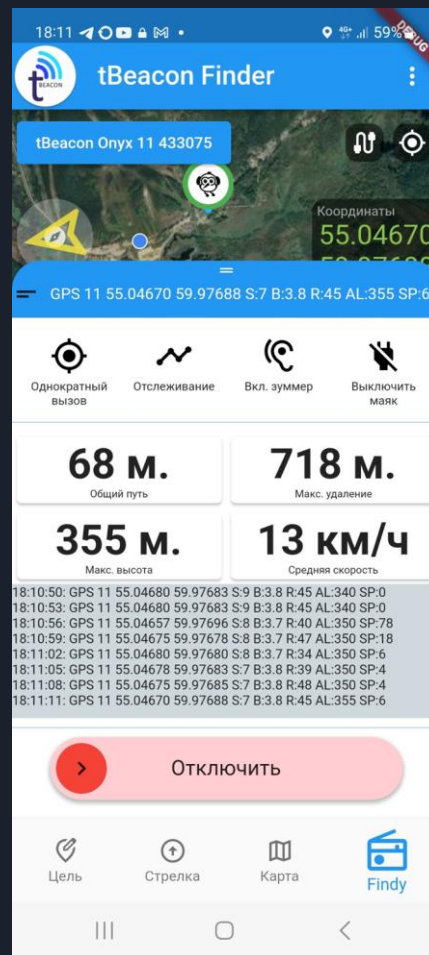 18:11
4G+
59%
DEBUG
tBEACON
tBeacon Finder
tBeacon Onyx 11 433075
Координаты
55.04670
GPS 11 55.04670 59.97688 S:7 B:3.8 R:45 AL:355 SP:6
Однократный вызов
Отслеживание
Вкл. зуммер
Выключить маяк
68 м.
Общий путь
718 м.
Макс. удаление
355 м.
Макс. высота
13 км/ч
Средняя скорость
18:10:50: GPS 11 55.04680 59.97683 S:9 B:3.8 R:45 AL:340 SP:0
18:10:53: GPS 11 55.04680 59.97683 S:9 B:3.8 R:45 AL:340 SP:0
18:10:56: GPS 11 55.04657 59.97696 S:8 B:3.7 R:40 AL:350 SP:78
18:10:59: GPS 11 55.04675 59.97678 S:8 B:3.7 R:47 AL:350 SP:18
18:11:02: GPS 11 55.04680 59.97680 S:8 B:3.7 R:34 AL:350 SP:6
18:11:05: GPS 11 55.04678 59.97683 S:7 B:3.8 R:39 AL:350 SP:4
18:11:08: GPS 11 55.04675 59.97685 S:7 B:3.8 R:48 AL:350 SP:4
18:11:11: GPS 11 55.04670 59.97688 S:7 B:3.8 R:45 AL:355 SP:6
Отключить
Цель
Стрелка
Карта
Findy